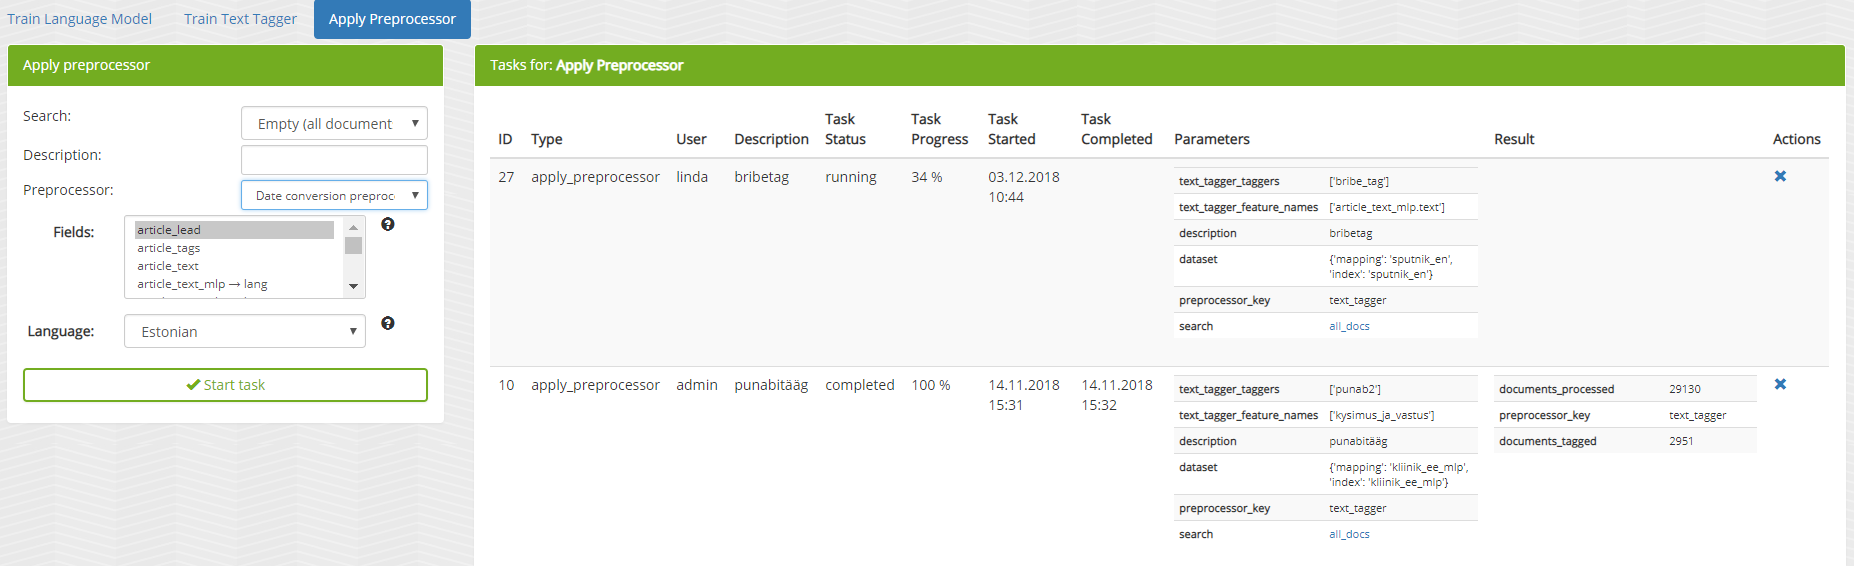 Train Language Model Train Text Tagger Apply Preprocessor
Apply preprocessor
Search: Empty (all document
Description:
Preprocessor: Date conversion preproc
Fields: article_lead
article_tags
article_text
article_text_mlp → lang
Language: Estonian
Start task
Tasks for: Apply Preprocessor
ID Type User Description Task Status Task Progress Task Started Task Completed Parameters Result Actions
27 apply_preprocessor linda bribetag running 34 % 03.12.2018 10:44
text_tagger_taggers ['bribe_tag']
text_tagger_feature_names ['article_text_mlp.text']
description bribetag
dataset {'mapping': 'sputnik_en',
'index': 'sputnik_en'}
preprocessor_key text_tagger
search all_docs
10 apply_preprocessor admin punabitääg completed 100 % 14.11.2018 15:31 14.11.2018 15:32
text_tagger_taggers ['punab2']
text_tagger_feature_names ['kysimus_ja_vastus']
description punabitääg
dataset {'mapping': 'kliinik_ee_mlp',
'index': 'kliinik_ee_mlp'}
preprocessor_key text_tagger
search all_docs
documents_processed 29130
preprocessor_key text_tagger
documents_tagged 2951